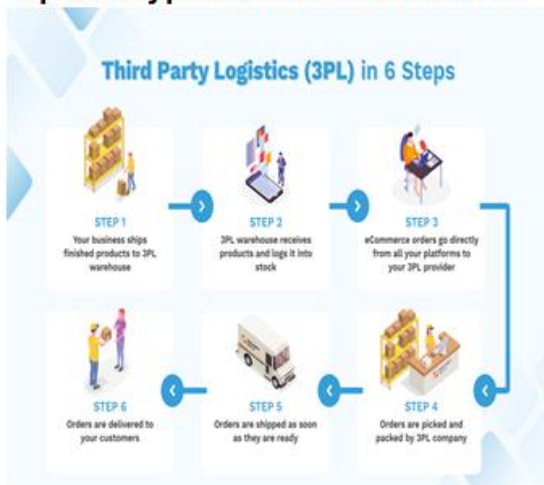 Third Party Logistics (3PL) in 6 Steps
STEP 1
Your business ships
finished products to 3PL
warehouse
STEP 2
3PL warehouse receives
products and logs it into
stock
STEP 3
eCommerce orders go directly
from all your platforms to
your 3PL provider
STEP 4
Orders are picked and
packed by 3PL company
STEP 5
Orders are shipped as soon
as they are ready
STEP 6
Orders are delivered to
your customers